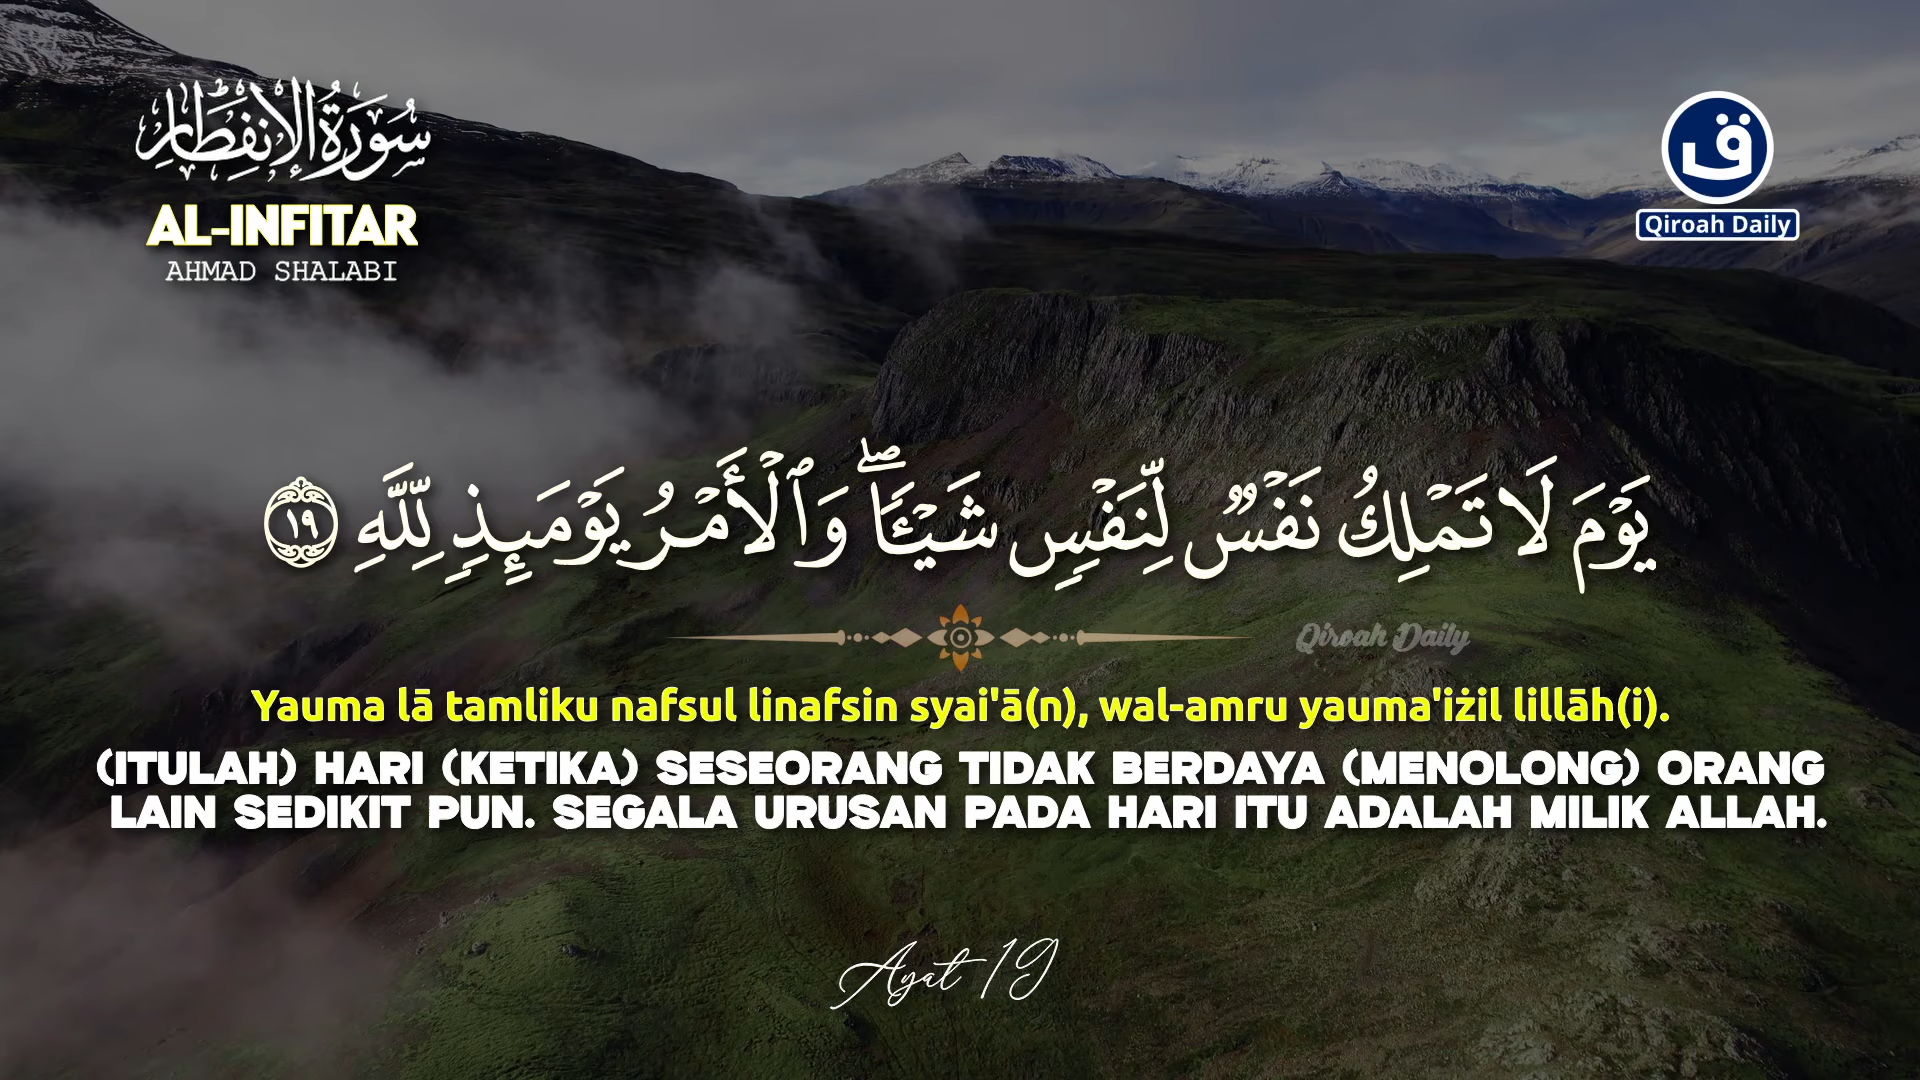 سُورَةُ الْإِنْفِطَارِ
AL-INFITAR
AHMAD SHALABI
ق
Qiroah Daily
يَوْمَ لَا تَمْلِكُ نَفْسٌ لِّنَفْسٍ شَيْـًٔا ۖ وَٱلْأَمْرُ يَوْمَئِذٍ لِّلَّهِ ١٩
Qiroah Daily
Yauma lā tamliku nafsul linafsin syai'ā(n), wal-amru yauma'iżil lillāh(i).
(ITULAH) HARI (KETIKA) SESEORANG TIDAK BERDAYA (MENOLONG) ORANG
LAIN SEDIKIT PUN. SEGALA URUSAN PADA HARI ITU ADALAH MILIK ALLAH.
Ayat 19